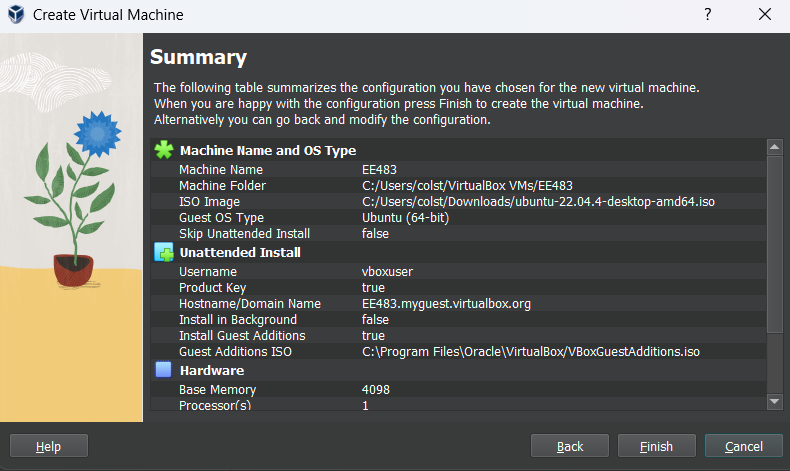 Create Virtual Machine
?
Summary
The following table summarizes the configuration you have chosen for the new virtual machine.
When you are happy with the configuration press Finish to create the virtual machine.
Alternatively you can go back and modify the configuration.
Machine Name and OS Type
Machine Name EE483
Machine Folder C:/Users/colst/VirtualBox VMs/EE483
ISO Image C:/Users/colst/Downloads/ubuntu-22.04.4-desktop-amd64.iso
Guest OS Type Ubuntu (64-bit)
Skip Unattended Install false
Unattended Install
Username vboxuser
Product Key true
Hostname/Domain Name EE483.myguest.virtualbox.org
Install in Background false
Install Guest Additions true
Guest Additions ISO C:\Program Files\Oracle\VirtualBox/VBoxGuestAdditions.iso
Hardware
Base Memory 4098
Processor(s) 1
Help Back Finish Cancel